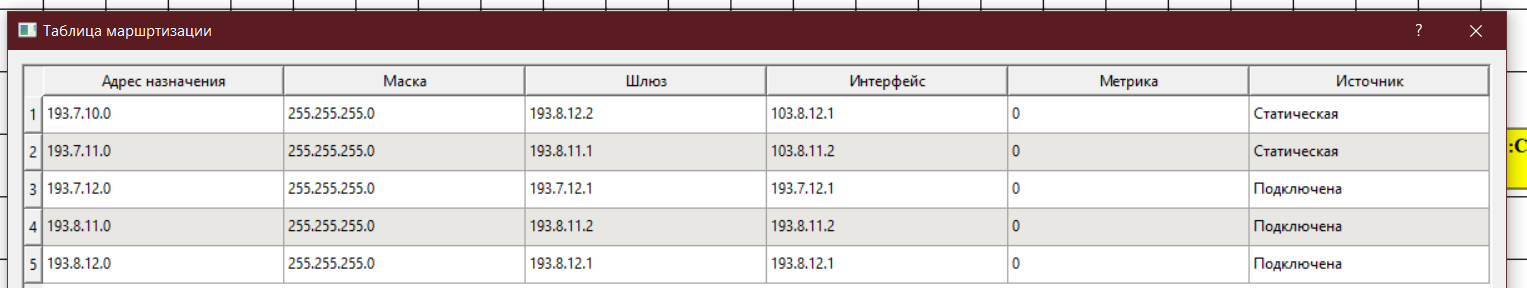 Таблица маршртизации ?
Адрес назначения Маска Шлюз Интерфейс Метрика Источник
1 193.7.10.0 255.255.255.0 193.8.12.2 103.8.12.1 0 Статическая
2 193.7.11.0 255.255.255.0 193.8.11.1 103.8.11.2 0 Статическая
3 193.7.12.0 255.255.255.0 193.7.12.1 193.7.12.1 0 Подключена
4 193.8.11.0 255.255.255.0 193.8.11.2 193.8.11.2 0 Подключена
5 193.8.12.0 255.255.255.0 193.8.12.1 193.8.12.1 0 Подключена